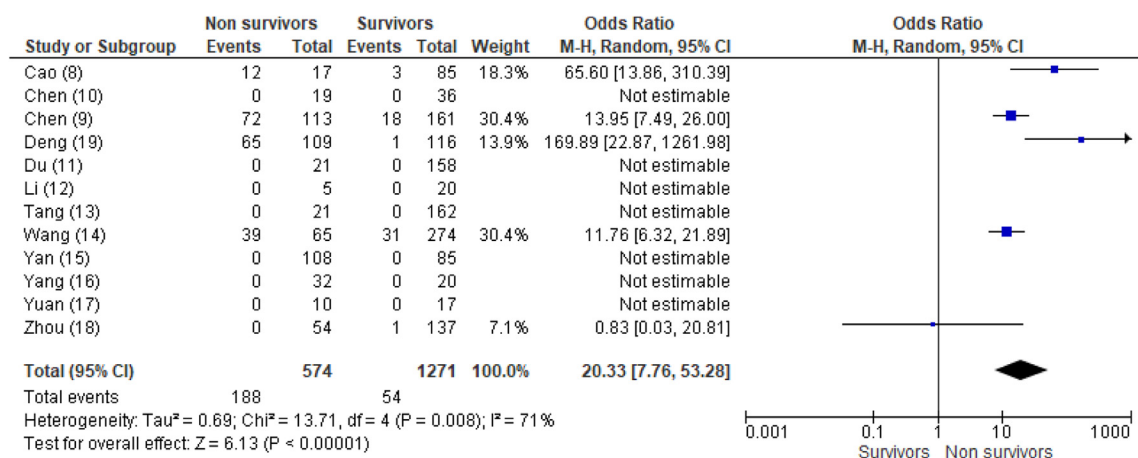 Non survivors Survivors Odds Ratio Odds Ratio
Study or Subgroup Events Total Events Total Weight M-H, Random, 95% CI M-H, Random, 95% CI
Cao (8) 12 17 3 85 18.3% 65.60 [13.86, 310.39]
Chen (10) 0 19 0 36 Not estimable
Chen (9) 72 113 18 161 30.4% 13.95 [7.49, 26.00]
Deng (19) 65 109 1 116 13.9% 169.89 [22.87, 1261.98]
Du (11) 0 21 0 158 Not estimable
Li (12) 0 5 0 20 Not estimable
Tang (13) 0 21 0 162 Not estimable
Wang (14) 39 65 31 274 30.4% 11.76 [6.32, 21.89]
Yan (15) 0 108 0 85 Not estimable
Yang (16) 0 32 0 20 Not estimable
Yuan (17) 0 10 0 17 Not estimable
Zhou (18) 0 54 1 137 7.1% 0.83 [0.03, 20.81]
Total (95% CI) 574 1271 100.0% 20.33 [7.76, 53.28]
Total events 188 54
Heterogeneity: Tau² = 0.69; Chi² = 13.71, df = 4 (P = 0.008); I² = 71%
Test for overall effect: Z = 6.13 (P < 0.00001)
0.001 0.1 1 10 1000
Survivors Non survivors